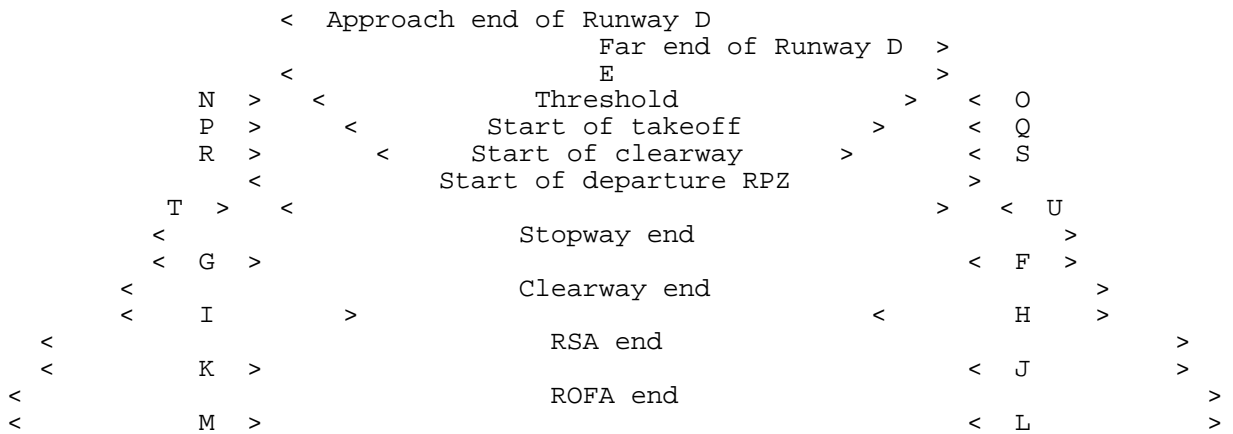 < Approach end of Runway D
Far end of Runway D >
< E >
N > < Threshold > < O
P > < Start of takeoff > < Q
R > < Start of clearway > < S
< Start of departure RPZ >
T > < > < U
< Stopway end >
< G > < F >
< Clearway end >
< I > < H >
< RSA end >
< K > < J >
< ROFA end >
< M > < L >